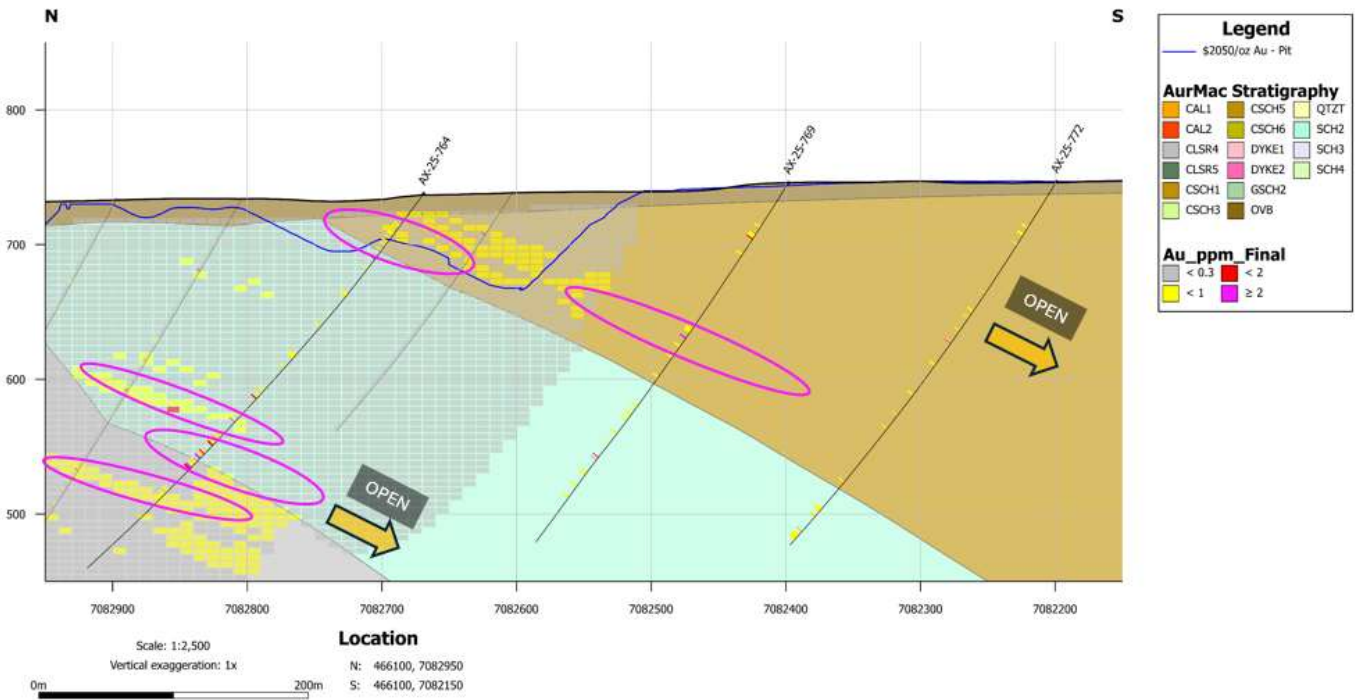 N
S
800
700
600
500
AX-25-764
AX-25-769
AX-25-772
OPEN
OPEN
7082900 7082800 7082700 7082600 7082500 7082400 7082300 7082200
Scale: 1:2,500
Vertical exaggeration: 1x
0m 200m
Location
N: 466100, 7082950
S: 466100, 7082150
Legend
$2050/oz Au - Pit
AurMac Stratigraphy
CAL1 CSCH5 QTZT
CAL2 CSCH6 SCH2
CLSR4 DYKE1 SCH3
CLSR5 DYKE2 SCH4
CSCH1 GSCH2
CSCH3 OVB
Au_ppm_Final
< 0.3 < 2
< 1 ≥ 2